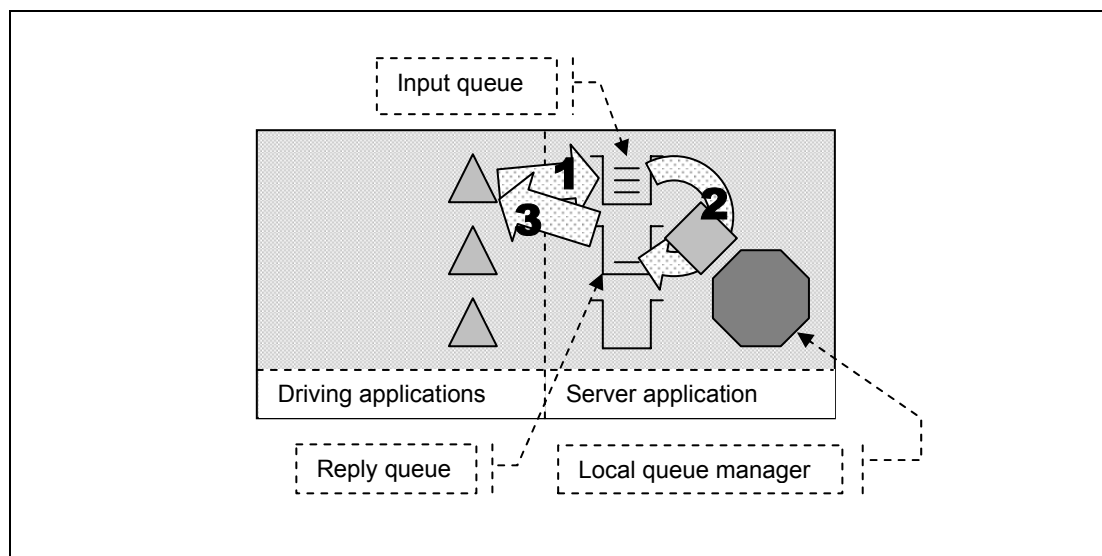 Input queue
1
2
3
Driving applications
Server application
Reply queue
Local queue manager